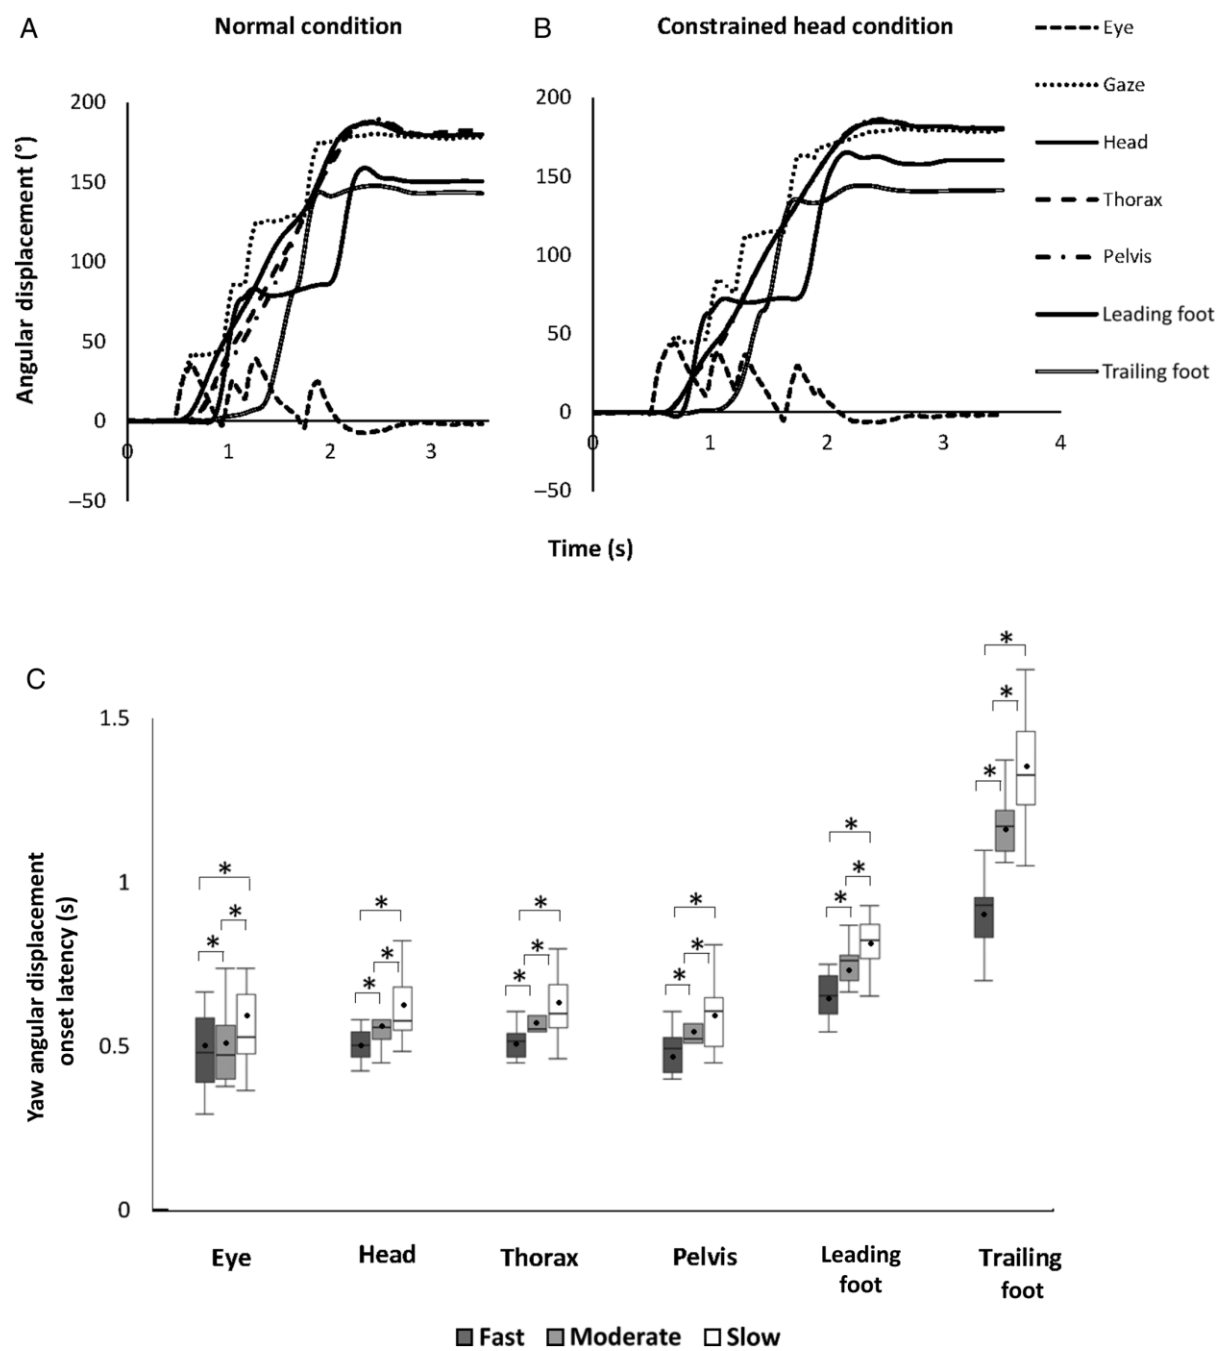 A
Normal condition
B
Constrained head condition
Eye
Gaze
Head
Thorax
Pelvis
Leading foot
Trailing foot
Angular displacement (°)
200
150
100
50
0
–50
0
1
2
3
200
150
100
50
0
–50
0
1
2
3
4
Time (s)
C
Yaw angular displacement
onset latency (s)
1.5
1
0.5
0
* * *
* * *
* * *
* * *
* * *
* * *
Eye
Head
Thorax
Pelvis
Leading
foot
Trailing
foot
Fast Moderate Slow